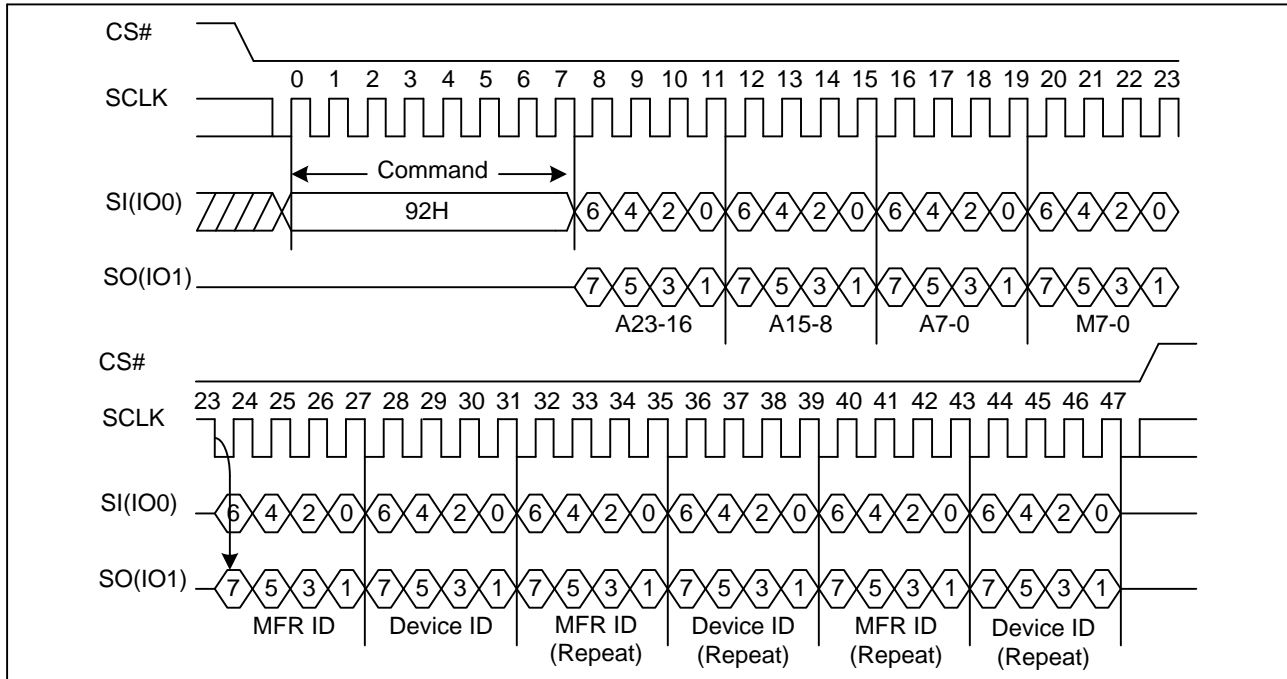 CS#
0 1 2 3 4 5 6 7 8 9 10 11 12 13 14 15 16 17 18 19 20 21 22 23
SCLK
Command
SI(IO0) 92H 6 4 2 0 6 4 2 0 6 4 2 0 6 4 2 0
SO(IO1) 7 5 3 1 7 5 3 1 7 5 3 1 7 5 3 1
A23-16 A15-8 A7-0 M7-0
CS#
23 24 25 26 27 28 29 30 31 32 33 34 35 36 37 38 39 40 41 42 43 44 45 46 47
SCLK
SI(IO0) 6 4 2 0 6 4 2 0 6 4 2 0 6 4 2 0 6 4 2 0 6 4 2 0
SO(IO1) 7 5 3 1 7 5 3 1 7 5 3 1 7 5 3 1 7 5 3 1 7 5 3 1
MFR ID Device ID MFR ID Device ID MFR ID Device ID
(Repeat) (Repeat) (Repeat) (Repeat)